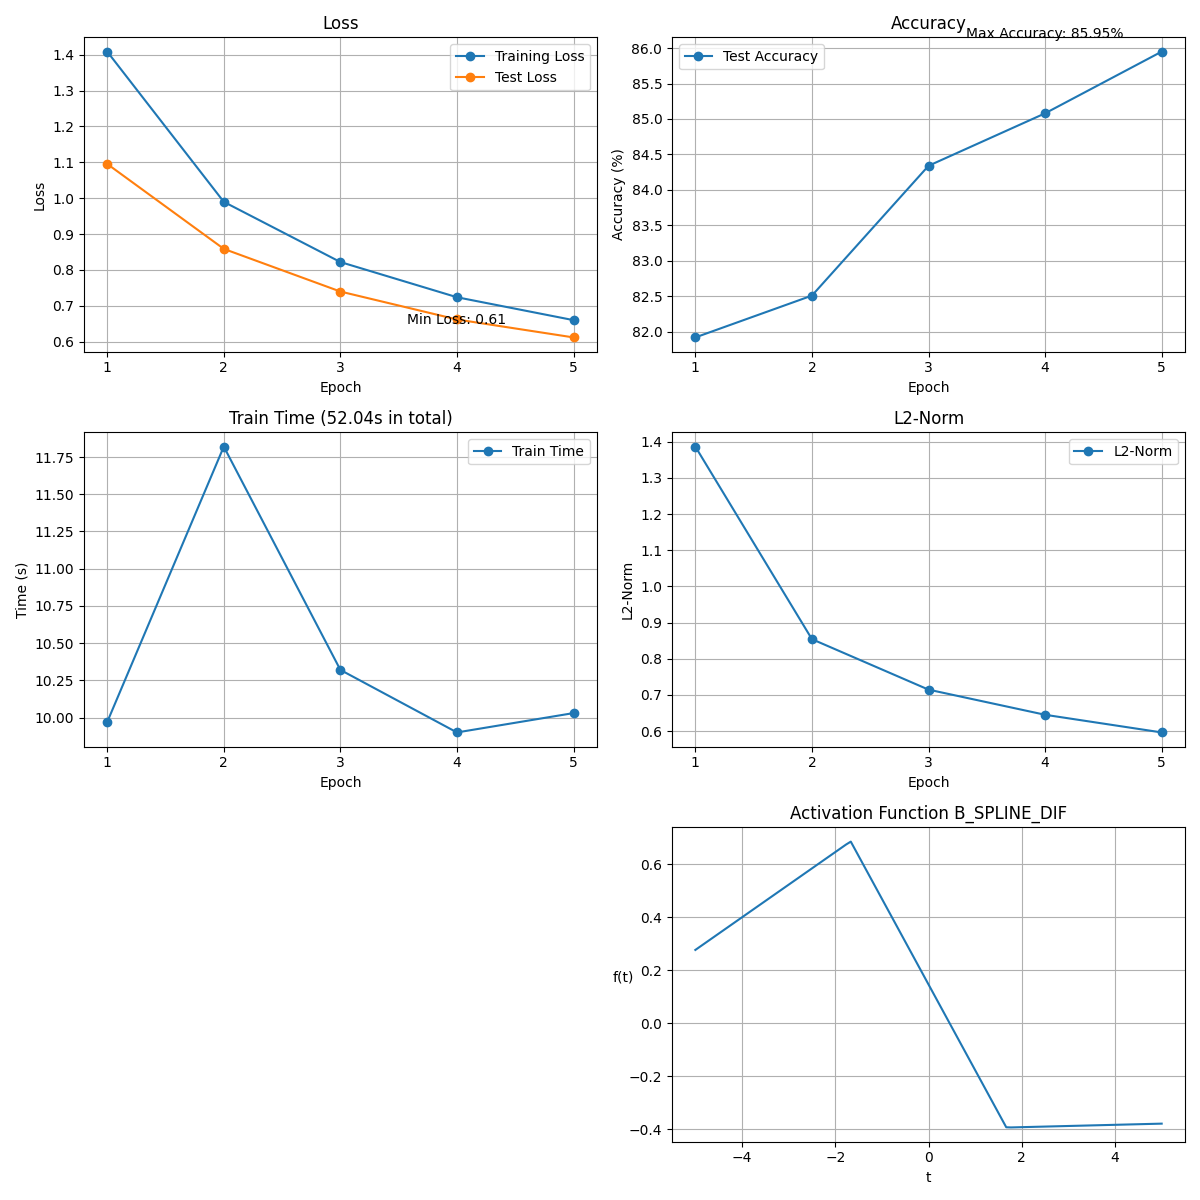 Loss
Training Loss
Test Loss
Min Loss: 0.61
1.4
1.3
1.2
1.1
1.0
0.9
0.8
0.7
0.6
Loss
1 2 3 4 5
Epoch
Accuracy
Max Accuracy: 85.95%
Test Accuracy
86.0
85.5
85.0
84.5
84.0
83.5
83.0
82.5
82.0
Accuracy (%)
1 2 3 4 5
Epoch
Train Time (52.04s in total)
Train Time
11.75
11.50
11.25
11.00
10.75
10.50
10.25
10.00
Time (s)
1 2 3 4 5
Epoch
L2-Norm
L2-Norm
1.4
1.3
1.2
1.1
1.0
0.9
0.8
0.7
0.6
L2-Norm
1 2 3 4 5
Epoch
Activation Function B_SPLINE_DIF
0.6
0.4
0.2
0.0
−0.2
−0.4
f(t)
−4 −2 0 2 4
t